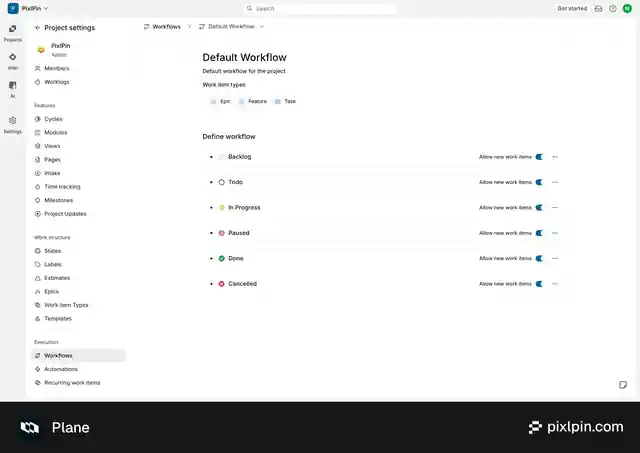 P PixlPin
Search
Get started
M
Projects
Wiki
AI
Settings
Project settings
PixlPin
Admin
Members
Worklogs
Features
Cycles
Modules
Views
Pages
Intake
Time tracking
Milestones
Project Updates
Work structure
States
Labels
Estimates
Epics
Work item Types
Templates
Execution
Workflows
Automations
Recurring work items
Workflows
Default Workflow
Default Workflow
Default workflow for the project
Work item types
Epic Feature Task
Define workflow
Backlog Allow new work items
Todo Allow new work items
In Progress Allow new work items
Paused Allow new work items
Done Allow new work items
Cancelled Allow new work items
Plane
pixlpin.com